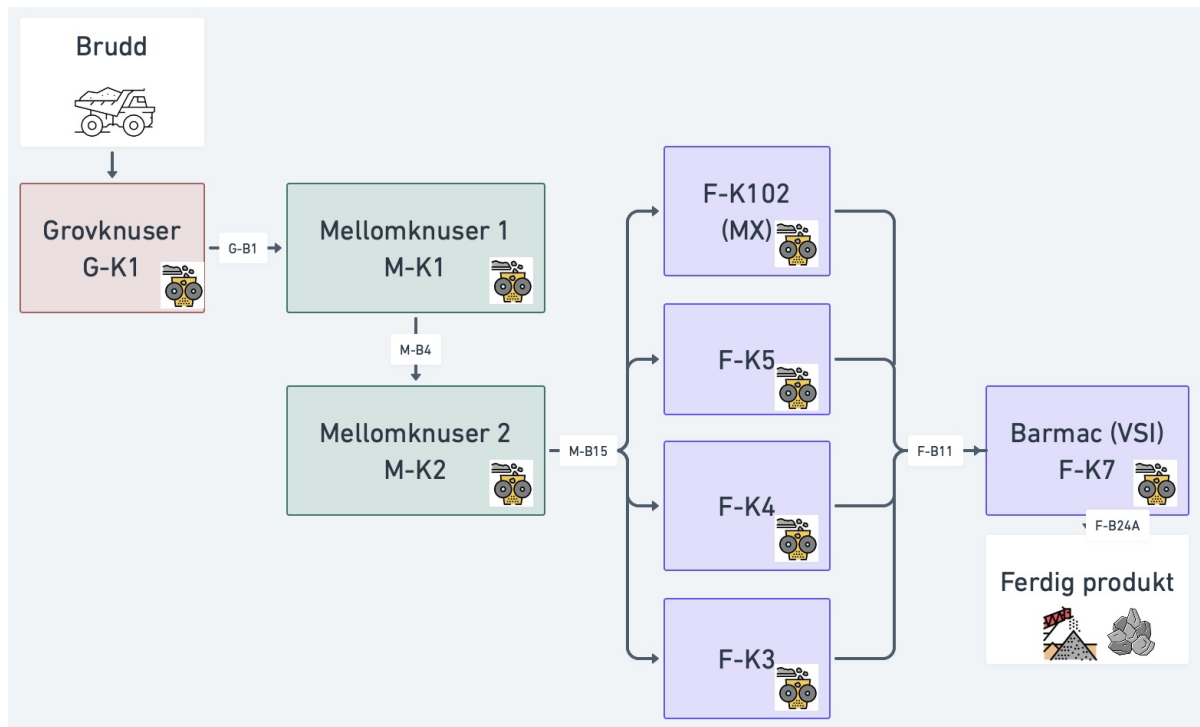 Brudd
Grovknuser
G-K1
G-B1
Mellomknuser 1
M-K1
M-B4
Mellomknuser 2
M-K2
M-B15
F-K102
(MX)
F-K5
F-K4
F-K3
F-B11
Barmac (VSI)
F-K7
F-B24A
Ferdig produkt